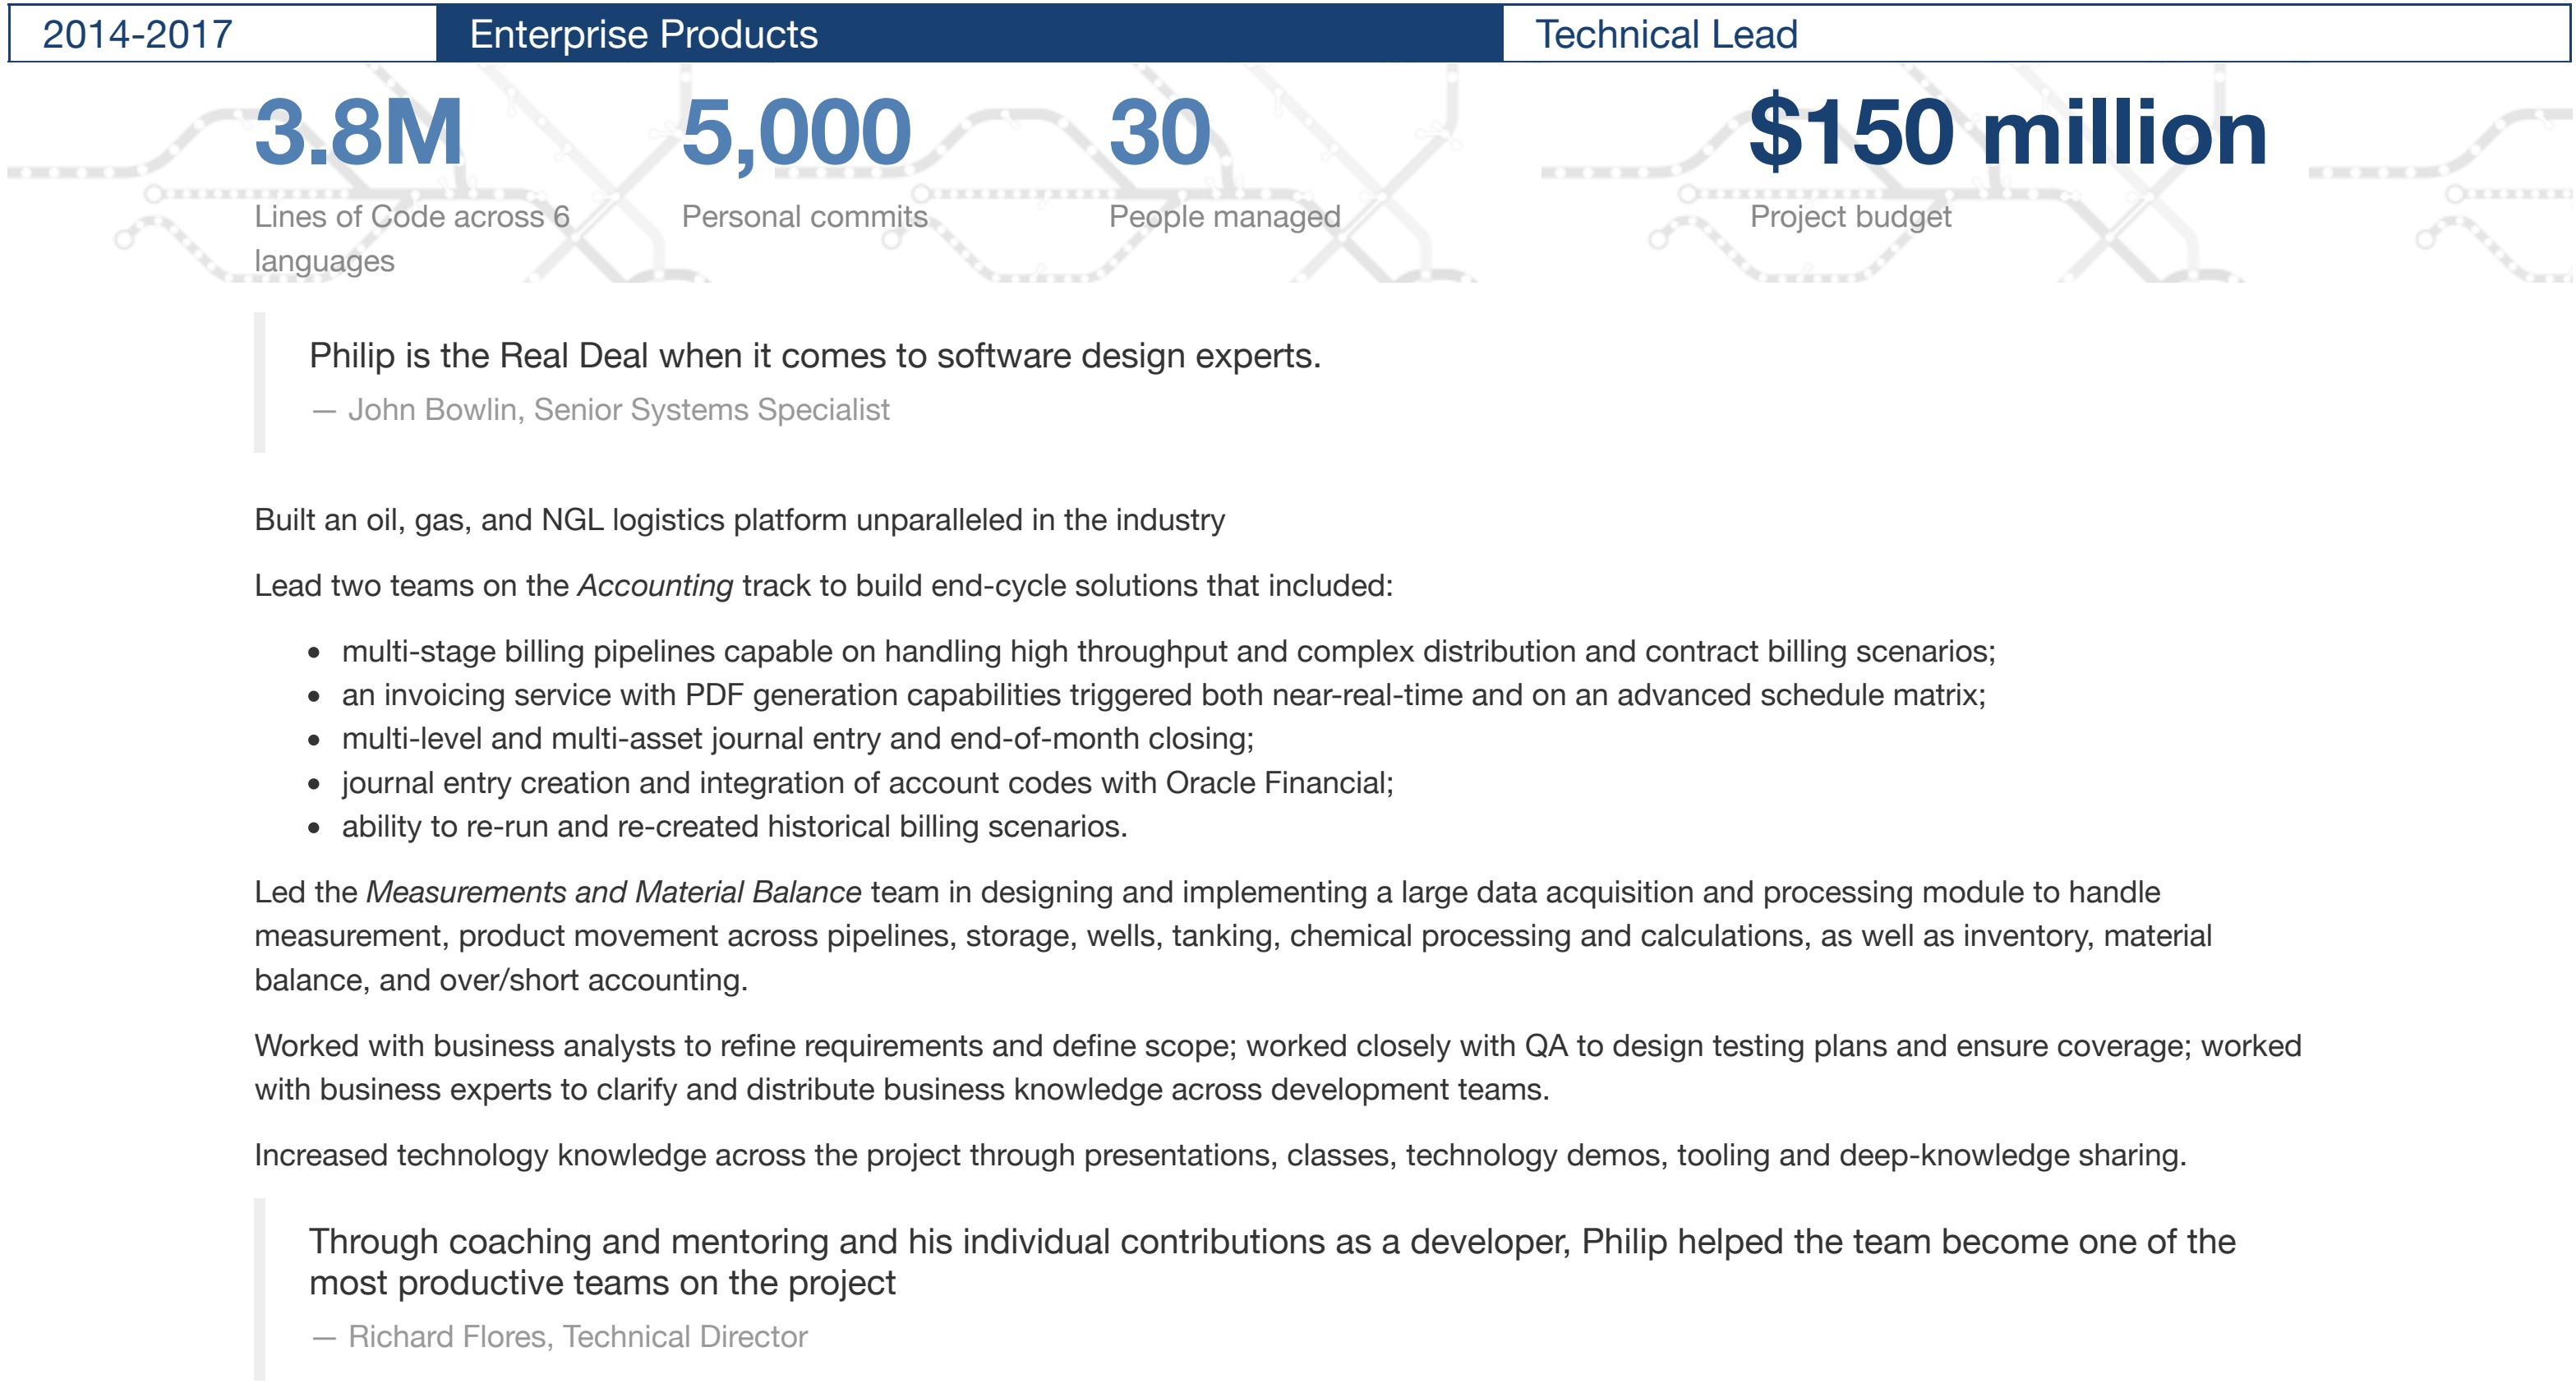 2014-2017
Enterprise Products
Technical Lead
3.8M
5,000
30
$150 million
Lines of Code across 6
languages
Personal commits
People managed
Project budget
Philip is the Real Deal when it comes to software design experts.
— John Bowlin, Senior Systems Specialist
Built an oil, gas, and NGL logistics platform unparalleled in the industry
Lead two teams on the Accounting track to build end-cycle solutions that included:
• multi-stage billing pipelines capable on handling high throughput and complex distribution and contract billing scenarios;
• an invoicing service with PDF generation capabilities triggered both near-real-time and on an advanced schedule matrix;
• multi-level and multi-asset journal entry and end-of-month closing;
• journal entry creation and integration of account codes with Oracle Financial;
• ability to re-run and re-created historical billing scenarios.
Led the Measurements and Material Balance team in designing and implementing a large data acquisition and processing module to handle
measurement, product movement across pipelines, storage, wells, tanking, chemical processing and calculations, as well as inventory, material
balance, and over/short accounting.
Worked with business analysts to refine requirements and define scope; worked closely with QA to design testing plans and ensure coverage; worked
with business experts to clarify and distribute business knowledge across development teams.
Increased technology knowledge across the project through presentations, classes, technology demos, tooling and deep-knowledge sharing.
Through coaching and mentoring and his individual contributions as a developer, Philip helped the team become one of the
most productive teams on the project
— Richard Flores, Technical Director